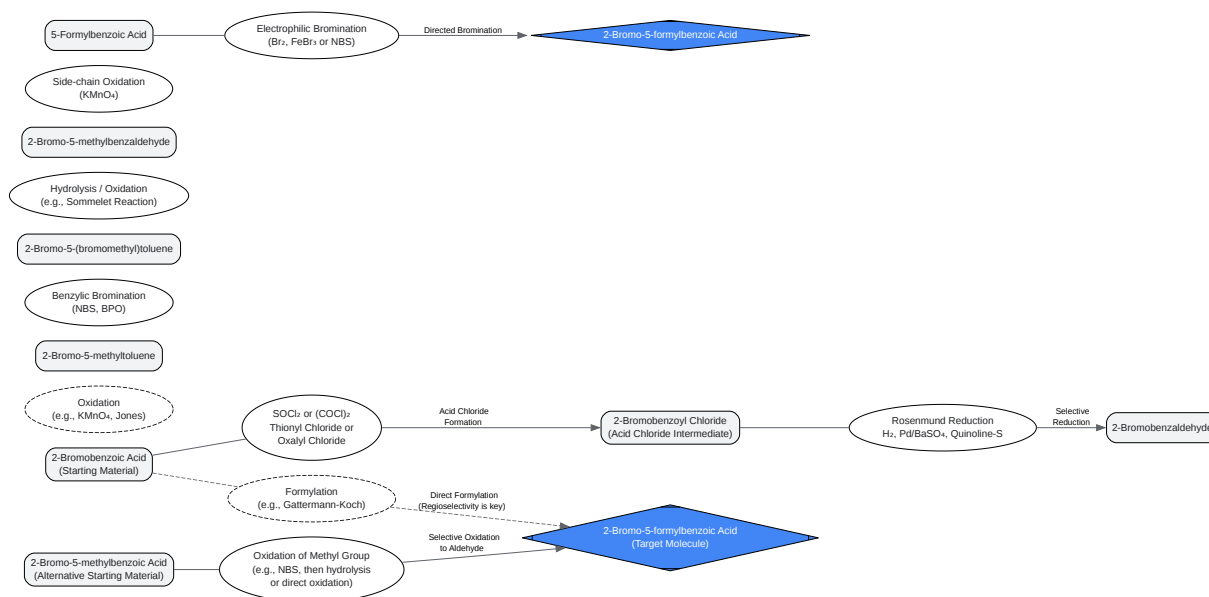 5-Formylbenzoic Acid
Electrophilic Bromination
(Br₂, FeBr₃ or NBS)
Directed Bromination
2-Bromo-5-formylbenzoic Acid
Side-chain Oxidation
(KMnO₄)
2-Bromo-5-methylbenzaldehyde
Hydrolysis / Oxidation
(e.g., Sommelet Reaction)
2-Bromo-5-(bromomethyl)toluene
Benzylic Bromination
(NBS, BPO)
2-Bromo-5-methyltoluene
Oxidation
(e.g., KMnO₄, Jones)
2-Bromobenzoic Acid
(Starting Material)
SOCl₂ or (COCl)₂
Thionyl Chloride or
Oxalyl Chloride
Acid Chloride
Formation
2-Bromobenzoyl Chloride
(Acid Chloride Intermediate)
Rosenmund Reduction
H₂, Pd/BaSO₄, Quinoline-S
Selective
Reduction
2-Bromobenzaldehyde
Formylation
(e.g., Gattermann-Koch)
Direct Formylation
(Regioselectivity is key)
2-Bromo-5-formylbenzoic Acid
(Target Molecule)
2-Bromo-5-methylbenzoic Acid
(Alternative Starting Material)
Oxidation of Methyl Group
(e.g., NBS, then hydrolysis
or direct oxidation)
Selective Oxidation
to Aldehyde